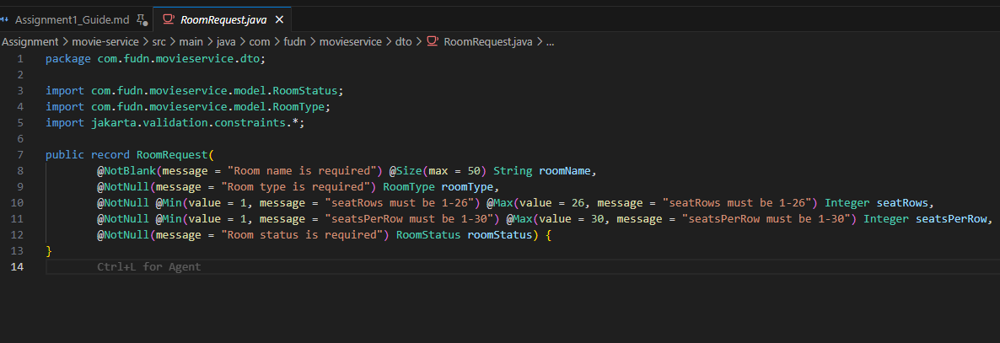 Assignment1_Guide.md
RoomRequest.java
Assignment > movie-service > src > main > java > com > fudn > movieservice > dto > RoomRequest.java > ...
1 package com.fudn.movieservice.dto;
2
3 import com.fudn.movieservice.model.RoomStatus;
4 import com.fudn.movieservice.model.RoomType;
5 import jakarta.validation.constraints.*;
6
7 public record RoomRequest(
8 @NotBlank(message = "Room name is required") @Size(max = 50) String roomName,
9 @NotNull(message = "Room type is required") RoomType roomType,
10 @NotNull @Min(value = 1, message = "seatRows must be 1-26") @Max(value = 26, message = "seatRows must be 1-26") Integer seatRows,
11 @NotNull @Min(value = 1, message = "seatsPerRow must be 1-30") @Max(value = 30, message = "seatsPerRow must be 1-30") Integer seatsPerRow,
12 @NotNull(message = "Room status is required") RoomStatus roomStatus) {
13 }
14 Ctrl+L for Agent